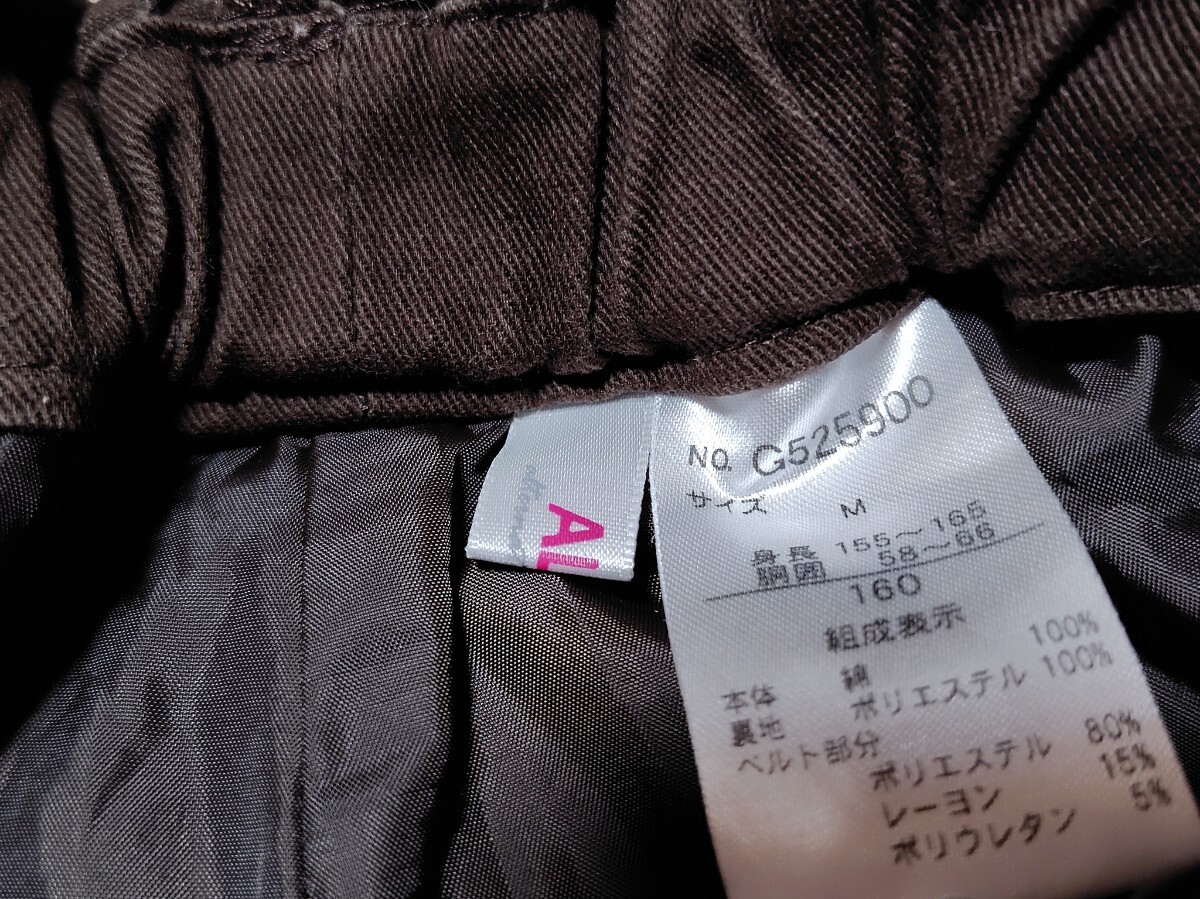 AL
NO. G525900
サイズ M
身長 155～165
胴囲 58～66
160
組成表示
本体 綿 100%
裏地 ポリエステル 100%
ベルト部分
ポリエステル 80%
レーヨン 15%
ポリウレタン 5%